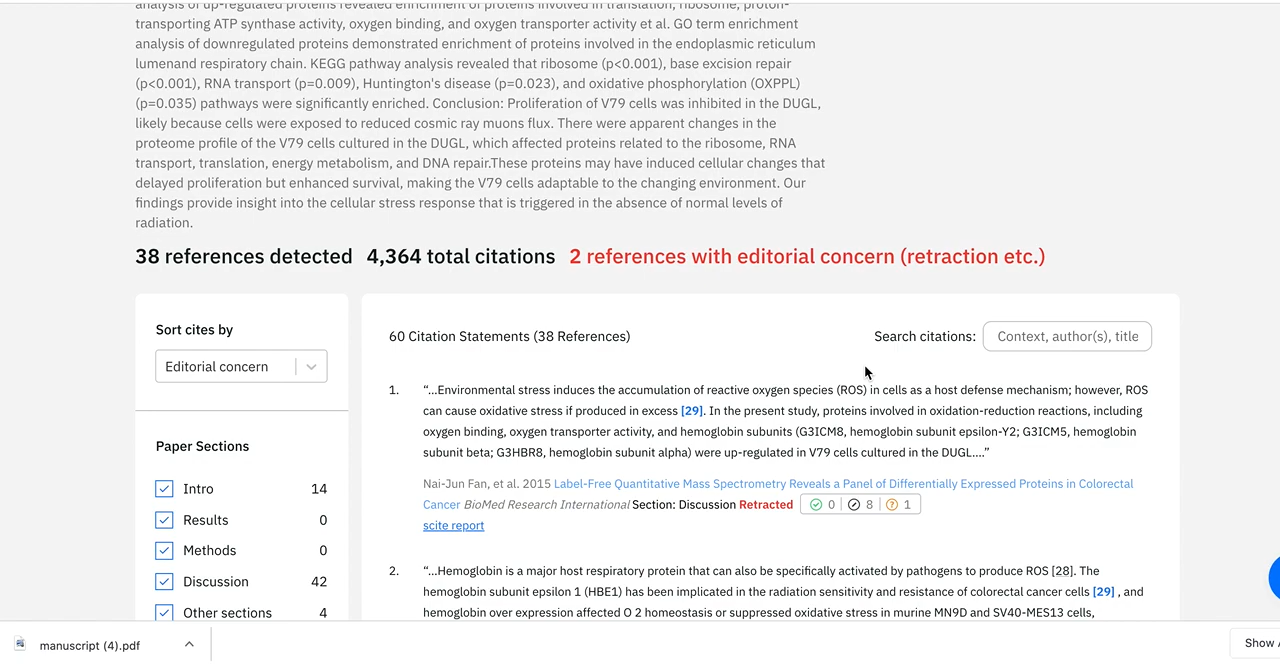 analysis of up-regulated proteins revealed enrichment of proteins involved in translation, ribosome, proton-
transporting ATP synthase activity, oxygen binding, and oxygen transporter activity et al. GO term enrichment
analysis of downregulated proteins demonstrated enrichment of proteins involved in the endoplasmic reticulum
lumenand respiratory chain. KEGG pathway analysis revealed that ribosome (p<0.001), base excision repair
(p<0.001), RNA transport (p=0.009), Huntington's disease (p=0.023), and oxidative phosphorylation (OXPPL)
(p=0.035) pathways were significantly enriched. Conclusion: Proliferation of V79 cells was inhibited in the DUGL,
likely because cells were exposed to reduced cosmic ray muons flux. There were apparent changes in the
proteome profile of the V79 cells cultured in the DUGL, which affected proteins related to the ribosome, RNA
transport, translation, energy metabolism, and DNA repair.These proteins may have induced cellular changes that
delayed proliferation but enhanced survival, making the V79 cells adaptable to the changing environment. Our
findings provide insight into the cellular stress response that is triggered in the absence of normal levels of
radiation.
38 references detected 4,364 total citations 2 references with editorial concern (retraction etc.)
Sort cites by
Editorial concern
Paper Sections
Intro 14
Results 0
Methods 0
Discussion 42
Other sections 4
60 Citation Statements (38 References)
Search citations: Context, author(s), title
1. “...Environmental stress induces the accumulation of reactive oxygen species (ROS) in cells as a host defense mechanism; however, ROS
can cause oxidative stress if produced in excess [29]. In the present study, proteins involved in oxidation-reduction reactions, including
oxygen binding, oxygen transporter activity, and hemoglobin subunits (G3ICM8, hemoglobin subunit epsilon-Y2; G3ICM5, hemoglobin
subunit beta; G3HBR8, hemoglobin subunit alpha) were up-regulated in V79 cells cultured in the DUGL....”
Nai-Jun Fan, et al. 2015 Label-Free Quantitative Mass Spectrometry Reveals a Panel of Differentially Expressed Proteins in Colorectal
Cancer BioMed Research International Section: Discussion Retracted 0 8 1
scite report
2. “...Hemoglobin is a major host respiratory protein that can also be specifically activated by pathogens to produce ROS [28]. The
hemoglobin subunit epsilon 1 (HBE1) has been implicated in the radiation sensitivity and resistance of colorectal cancer cells [29] , and
hemoglobin over expression affected O 2 homeostasis or suppressed oxidative stress in murine MN9D and SV40-MES13 cells,
manuscript (4).pdf
Show